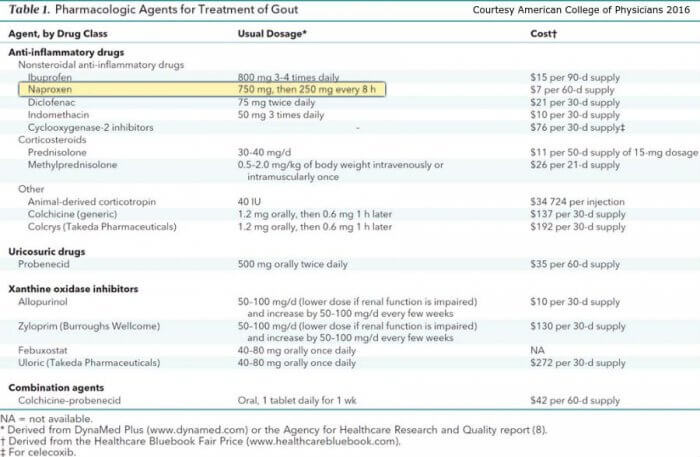 Table 1. Pharmacologic Agents for Treatment of Gout Courtesy American College of Physicians 2016
Agent, by Drug Class Usual Dosage* Cost†
Anti-inflammatory drugs
Nonsteroidal anti-inflammatory drugs
Ibuprofen 800 mg 3-4 times daily $15 per 90-d supply
Naproxen 750 mg, then 250 mg every 8 h $7 per 60-d supply
Diclofenac 75 mg twice daily $21 per 30-d supply
Indomethacin 50 mg 3 times daily $10 per 30-d supply
Cyclooxygenase-2 inhibitors - $76 per 30-d supply‡
Corticosteroids
Prednisolone 30-40 mg/d $11 per 50-d supply of 15-mg dosage
Methylprednisolone 0.5-2.0 mg/kg of body weight intravenously or $26 per 21-d supply
intramuscularly once
Other
Animal-derived corticotropin 40 IU $34 724 per injection
Colchicine (generic) 1.2 mg orally, then 0.6 mg 1 h later $137 per 30-d supply
Colcrys (Takeda Pharmaceuticals) 1.2 mg orally, then 0.6 mg 1 h later $192 per 30-d supply
Uricosuric drugs
Probenecid 500 mg orally twice daily $35 per 60-d supply
Xanthine oxidase inhibitors
Allopurinol 50-100 mg/d (lower dose if renal function is impaired) $10 per 30-d supply
and increase by 50-100 mg/d every few weeks
Zyloprim (Burroughs Wellcome) 50-100 mg/d (lower dose if renal function is impaired) $130 per 30-d supply
and increase by 50-100 mg/d every few weeks
Febuxostat 40-80 mg orally once daily NA
Uloric (Takeda Pharmaceuticals) 40-80 mg orally once daily $272 per 30-d supply
Combination agents
Colchicine-probenecid Oral, 1 tablet daily for 1 wk $42 per 60-d supply
NA = not available.
* Derived from DynaMed Plus (www.dynamed.com) or the Agency for Healthcare Research and Quality report (8).
† Derived from the Healthcare Bluebook Fair Price (www.healthcarebluebook.com).
‡ For celecoxib.